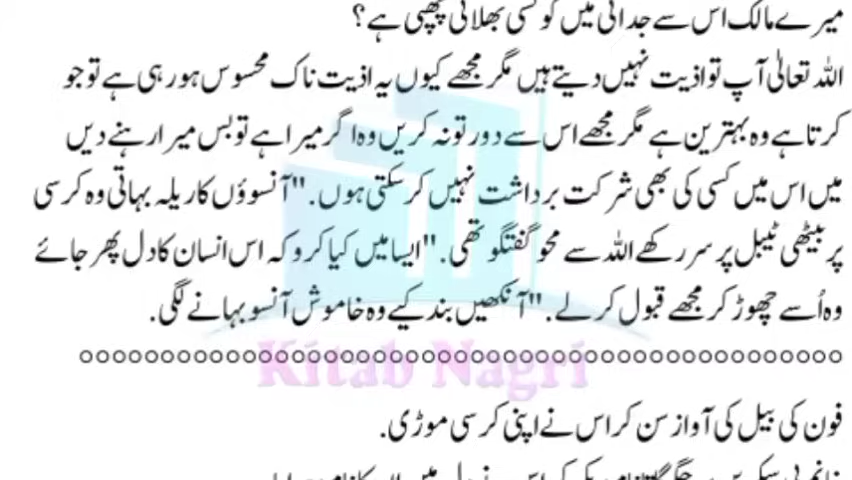 میرے مالک اس سے جدائی میں کونسی بھلائی چھپی ہے؟
اللہ تعالیٰ آپ تو اذیت نہیں دیتے ہیں مگر مجھے کیوں یہ اذیت ناک محسوس ہو رہی ہے تو جو
کرتا ہے وہ بہترین ہے مگر مجھے اس سے دور تو نہ کریں وہ اگر میرا ہے تو بس میرا رہنے دیں
میں اس میں کسی کی بھی شرکت برداشت نہیں کر سکتی ہوں."آنسوؤں کا ریلہ بہاتی وہ کرسی
پر بیٹھی ٹیبل پر سر رکھے اللہ سے محو گفتگو تھی."ایسا میں کیا کرو کہ اس انسان کا دل پھر جائے
وہ اُسے چھوڑ کر مجھے قبول کر لے."آنکھیں بند کیے وہ خاموش آنسو بہانے لگی.
Kitab Nagri
فون کی بیل کی آواز سن کر اس نے اپنی کرسی موڑی.